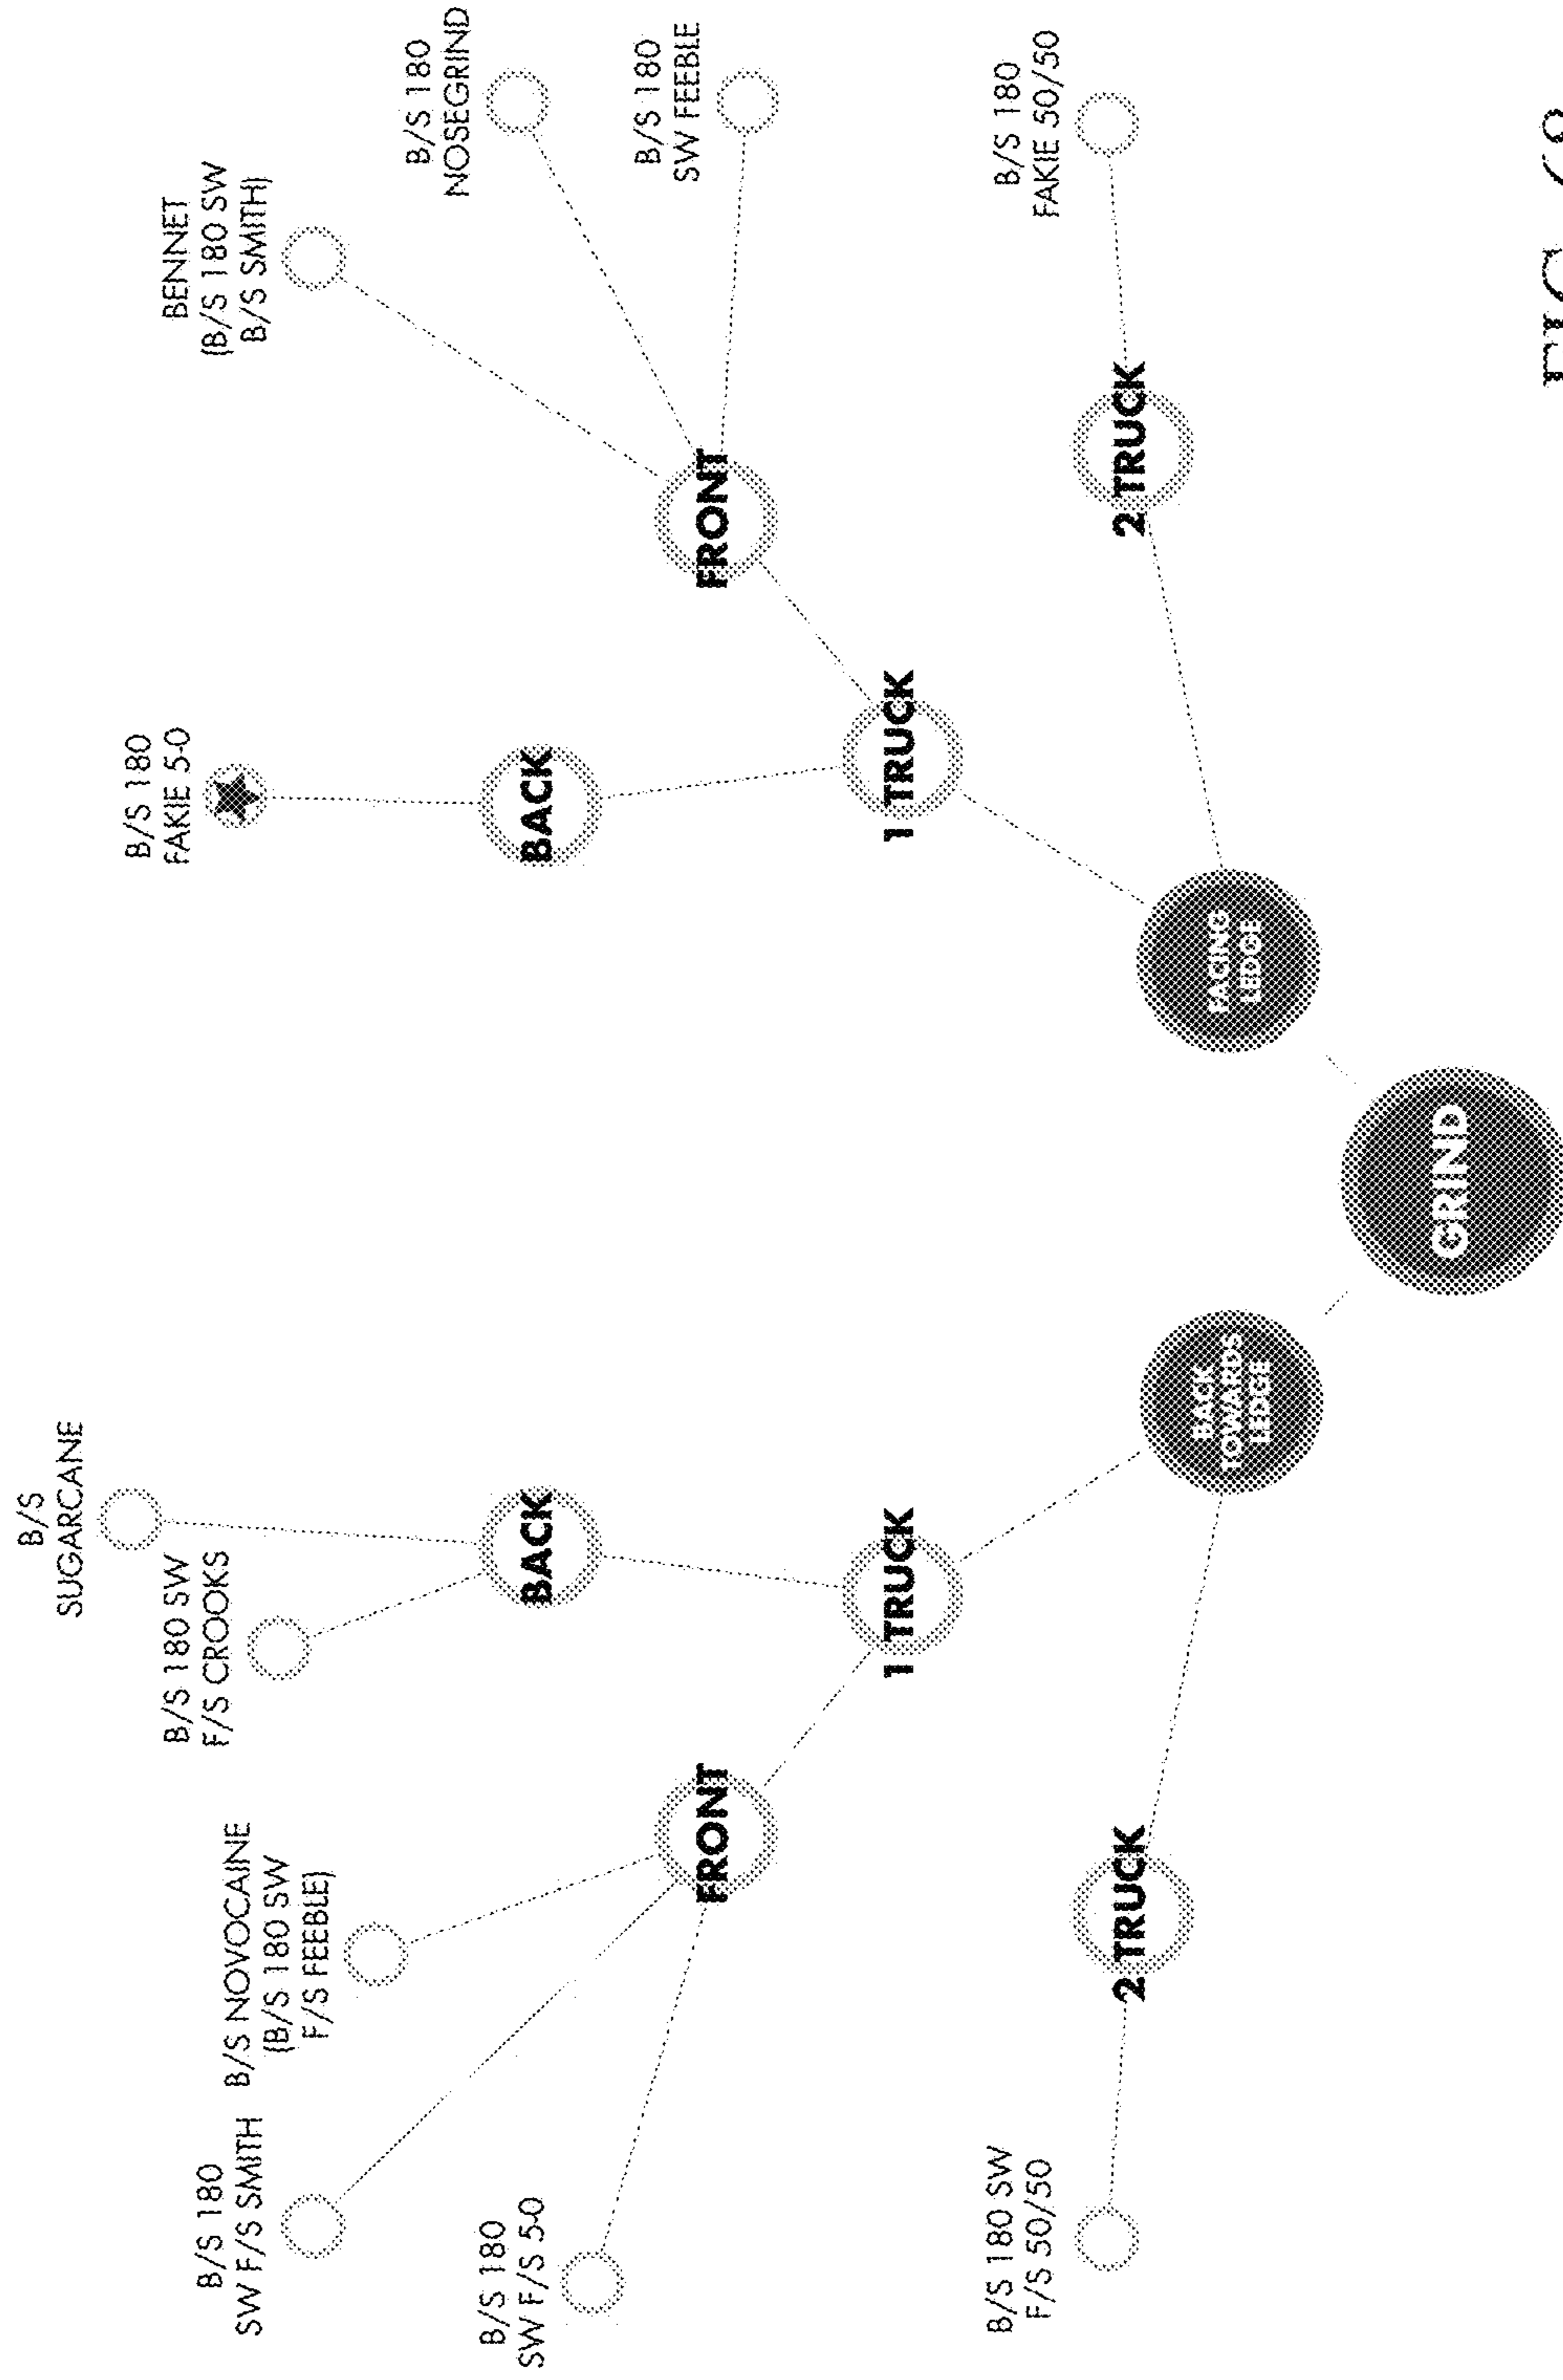 B/S
SUGARCANE
B/S 180
FAKIE 5-0
B/S 180 SW
F/S CROOKS
BENNET
(B/S 180 SW
B/S SMITH)
B/S 180
SW F/S SMITH
B/S NOVOCAINE
(B/S 180 SW
F/S FEEBLE)
B/S 180
NOSEGRIND
B/S 180
SW F/S 5-0
BACK
BACK
B/S 180
SW FEEBLE
FRONT
FRONT
1 TRUCK
1 TRUCK
B/S 180 SW
F/S 50/50
B/S 180
FAKIE 50/50
2 TRUCK
2 TRUCK
BACK
TOWARDS
LEDGE
FACING
LEDGE
GRIND